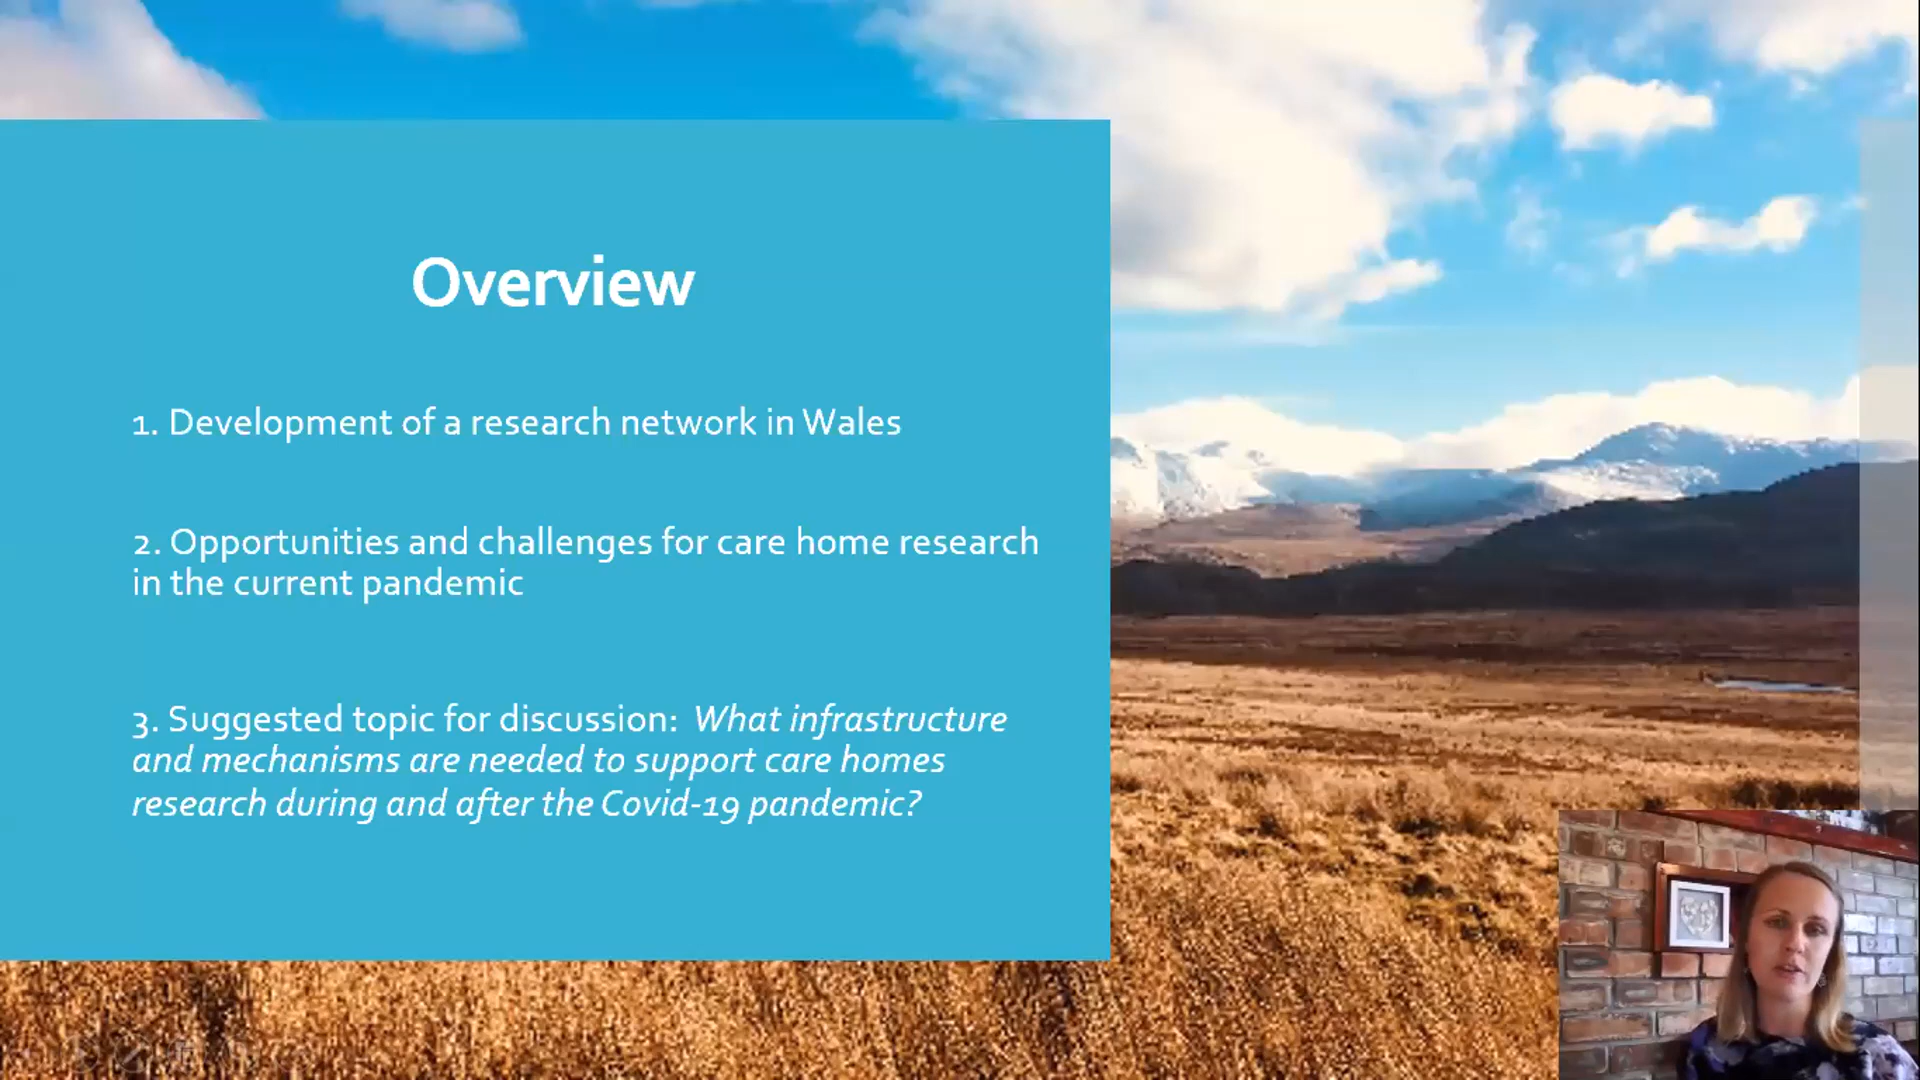 Overview
1. Development of a research network in Wales
2. Opportunities and challenges for care home research
in the current pandemic
3. Suggested topic for discussion: What infrastructure
and mechanisms are needed to support care homes
research during and after the Covid-19 pandemic?